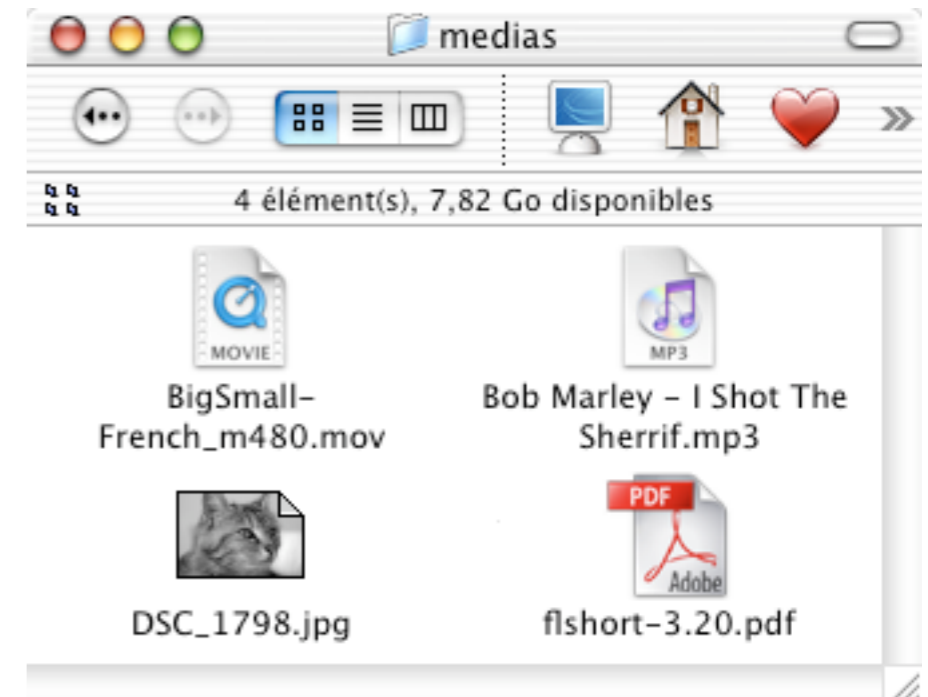 medias
4 élément(s), 7,82 Go disponibles
MOVIE
BigSmall-
French_m480.mov
MP3
Bob Marley - I Shot The
Sherrif.mp3
DSC_1798.jpg
PDF
Adobe
flshort-3.20.pdf